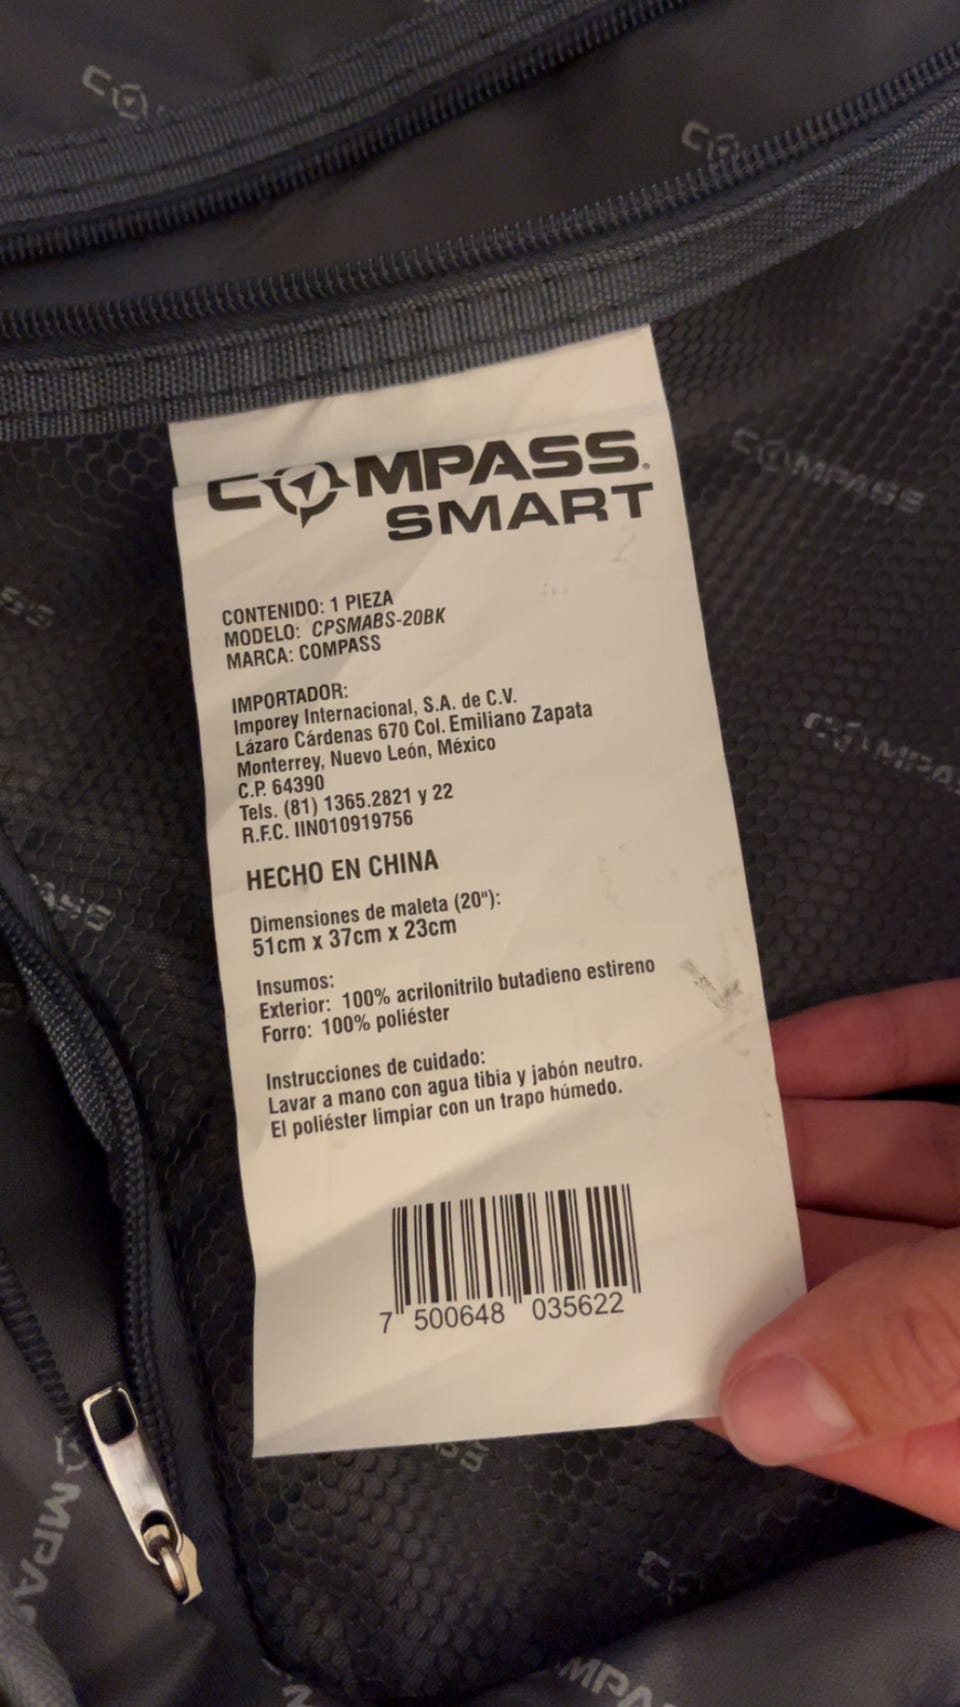 COMPASS
SMART
CONTENIDO: 1 PIEZA
MODELO: CPSMABS-20BK
MARCA: COMPASS
IMPORTADOR:
Imporey Internacional, S.A. de C.V.
Lázaro Cárdenas 670 Col. Emiliano Zapata
Monterrey, Nuevo León, México
C.P. 64390
Tels. (81) 1365.2821 y 22
R.F.C. IIN010919756
HECHO EN CHINA
Dimensiones de maleta (20"):
51cm x 37cm x 23cm
Insumos:
Exterior: 100% acrilonitrilo butadieno estireno
Forro: 100% poliéster
Instrucciones de cuidado:
Lavar a mano con agua tibia y jabón neutro.
El poliéster limpiar con un trapo húmedo.
7 500648 035622
COMPASS